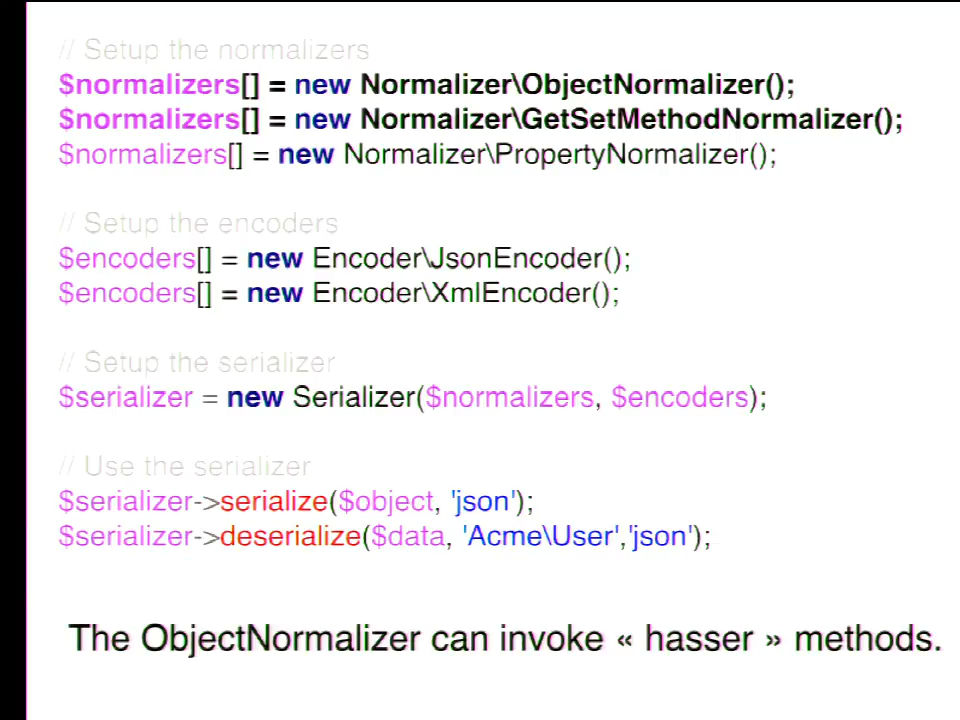 // Setup the normalizers
$normalizers[] = new Normalizer\ObjectNormalizer();
$normalizers[] = new Normalizer\GetSetMethodNormalizer();
$normalizers[] = new Normalizer\PropertyNormalizer();
// Setup the encoders
$encoders[] = new Encoder\JsonEncoder();
$encoders[] = new Encoder\XmlEncoder();
// Setup the serializer
$serializer = new Serializer($normalizers, $encoders);
// Use the serializer
$serializer->serialize($object, 'json');
$serializer->deserialize($data, 'Acme\User','json');
The ObjectNormalizer can invoke « hasser » methods.